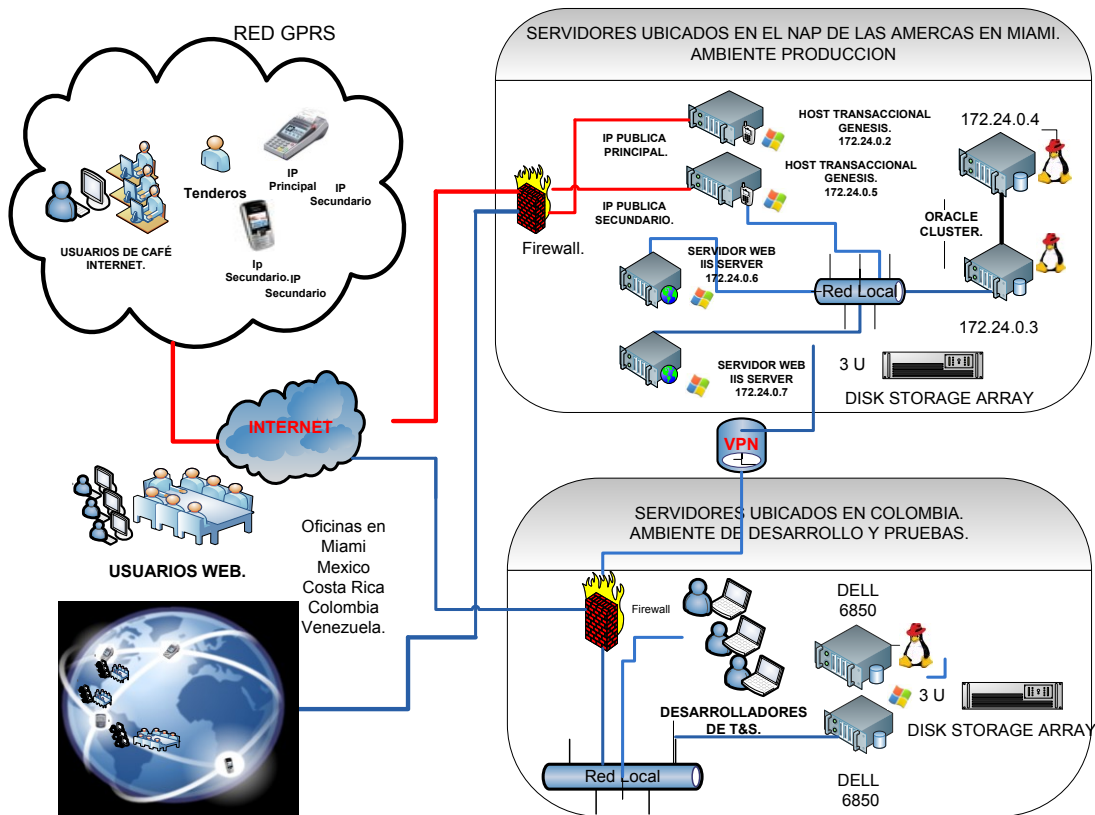 RED GPRS
IP
Principal
IP
Secundario
Tenderos
USUARIOS DE CAFÉ
INTERNET.
Ip
Secundario.
IP
Secundario
INTERNET
USUARIOS WEB.
Oficinas en
Miami
Mexico
Costa Rica
Colombia
Venezuela.
SERVIDORES UBICADOS EN EL NAP DE LAS AMERCAS EN MIAMI.
AMBIENTE PRODUCCION
IP PUBLICA
PRINCIPAL.
HOST TRANSACCIONAL
GENESIS.
172.24.0.2
HOST TRANSACCIONAL
GENESIS.
172.24.0.5
172.24.0.4
IP PUBLICA
SECUNDARIO.
Firewall.
ORACLE
CLUSTER.
SERVIDOR WEB
IIS SERVER
172.24.0.6
Red Local
172.24.0.3
SERVIDOR WEB
IIS SERVER
172.24.0.7
3 U
DISK STORAGE ARRAY
VPN
SERVIDORES UBICADOS EN COLOMBIA.
AMBIENTE DE DESARROLLO Y PRUEBAS.
Firewall
DELL
6850
3 U
DISK STORAGE ARRAY
DESARROLLADORES
DE T&S.
Red Local
DELL
6850